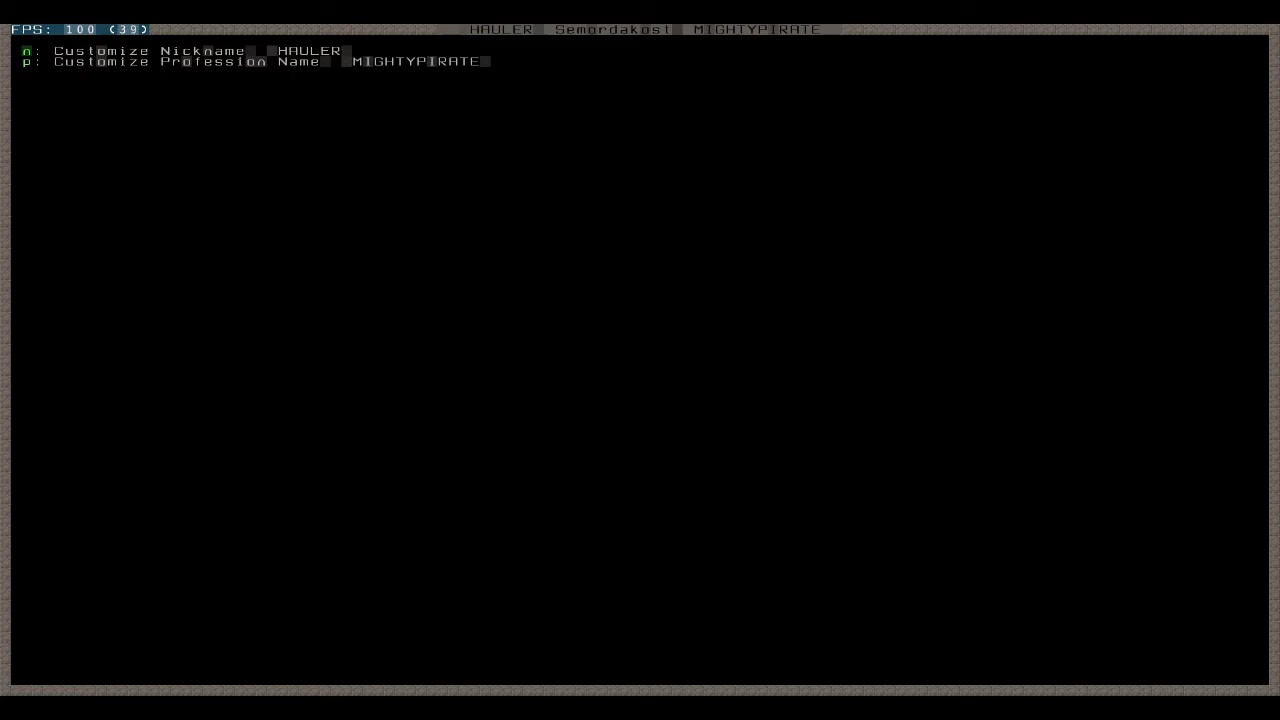 FPS: 100 (39) HAULER Semordakost MIGHTYPIRATE
n: Customize Nickname HAULER
p: Customize Profession Name MIGHTYPIRATE